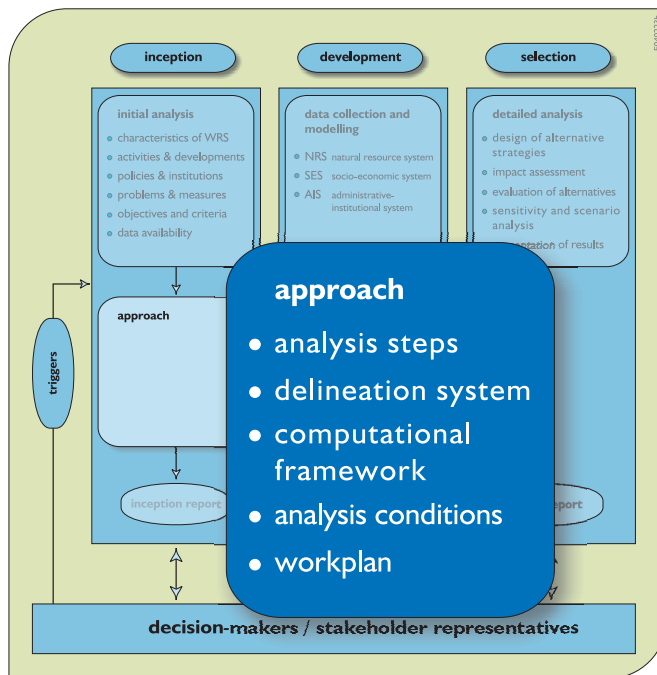 inception
development
selection
initial analysis
characteristics of WRS
activities & developments
policies & institutions
problems & measures
objectives and criteria
data availability
data collection and
modelling
NRS natural resource system
SES socio-economic system
AIS administrative-
institutional system
detailed analysis
design of alternative
strategies
impact assessment
evaluation of alternatives
sensitivity and scenario
analysis
of results
triggers
approach
inception report
approach
• analysis steps
• delineation system
• computational
framework
• analysis conditions
• workplan
decision-makers / stakeholder representatives